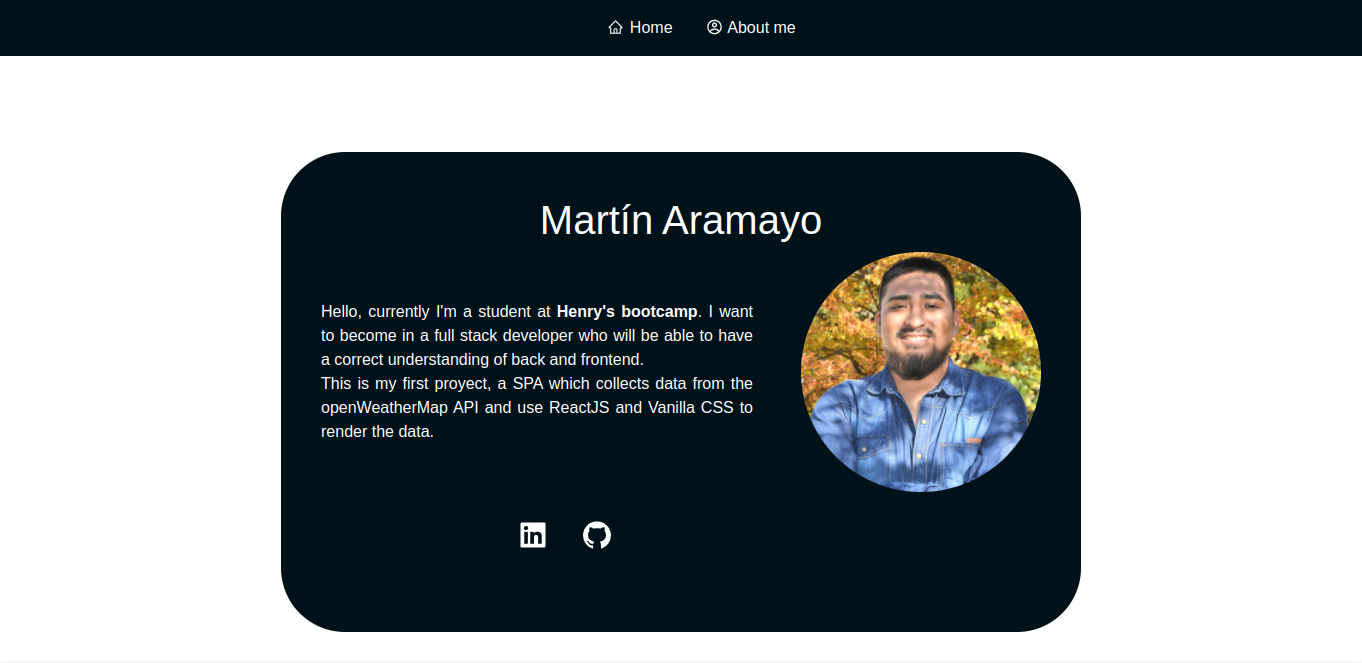 Home About me
Martín Aramayo
Hello, currently I'm a student at Henry's bootcamp. I want
to become in a full stack developer who will be able to have
a correct understanding of back and frontend.
This is my first proyect, a SPA which collects data from the
openWeatherMap API and use ReactJS and Vanilla CSS to
render the data.
in